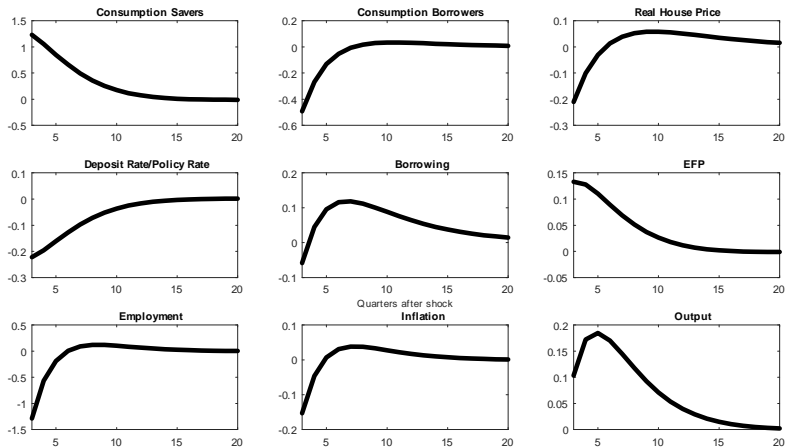 Consumption Savers
1.5
1
0.5
0
-0.5
5 10 15 20
Consumption Borrowers
0.2
0
-0.2
-0.4
-0.6
5 10 15 20
Real House Price
0.1
0
-0.1
-0.2
-0.3
5 10 15 20
Deposit Rate/Policy Rate
0.1
0
-0.1
-0.2
-0.3
5 10 15 20
Borrowing
0.2
0.1
0
-0.1
5 10 15 20
Quarters after shock
EFP
0.15
0.1
0.05
0
-0.05
5 10 15 20
Employment
0.5
0
-0.5
-1
-1.5
5 10 15 20
Inflation
0.1
0
-0.1
-0.2
5 10 15 20
Output
0.2
0.15
0.1
0.05
0
5 10 15 20